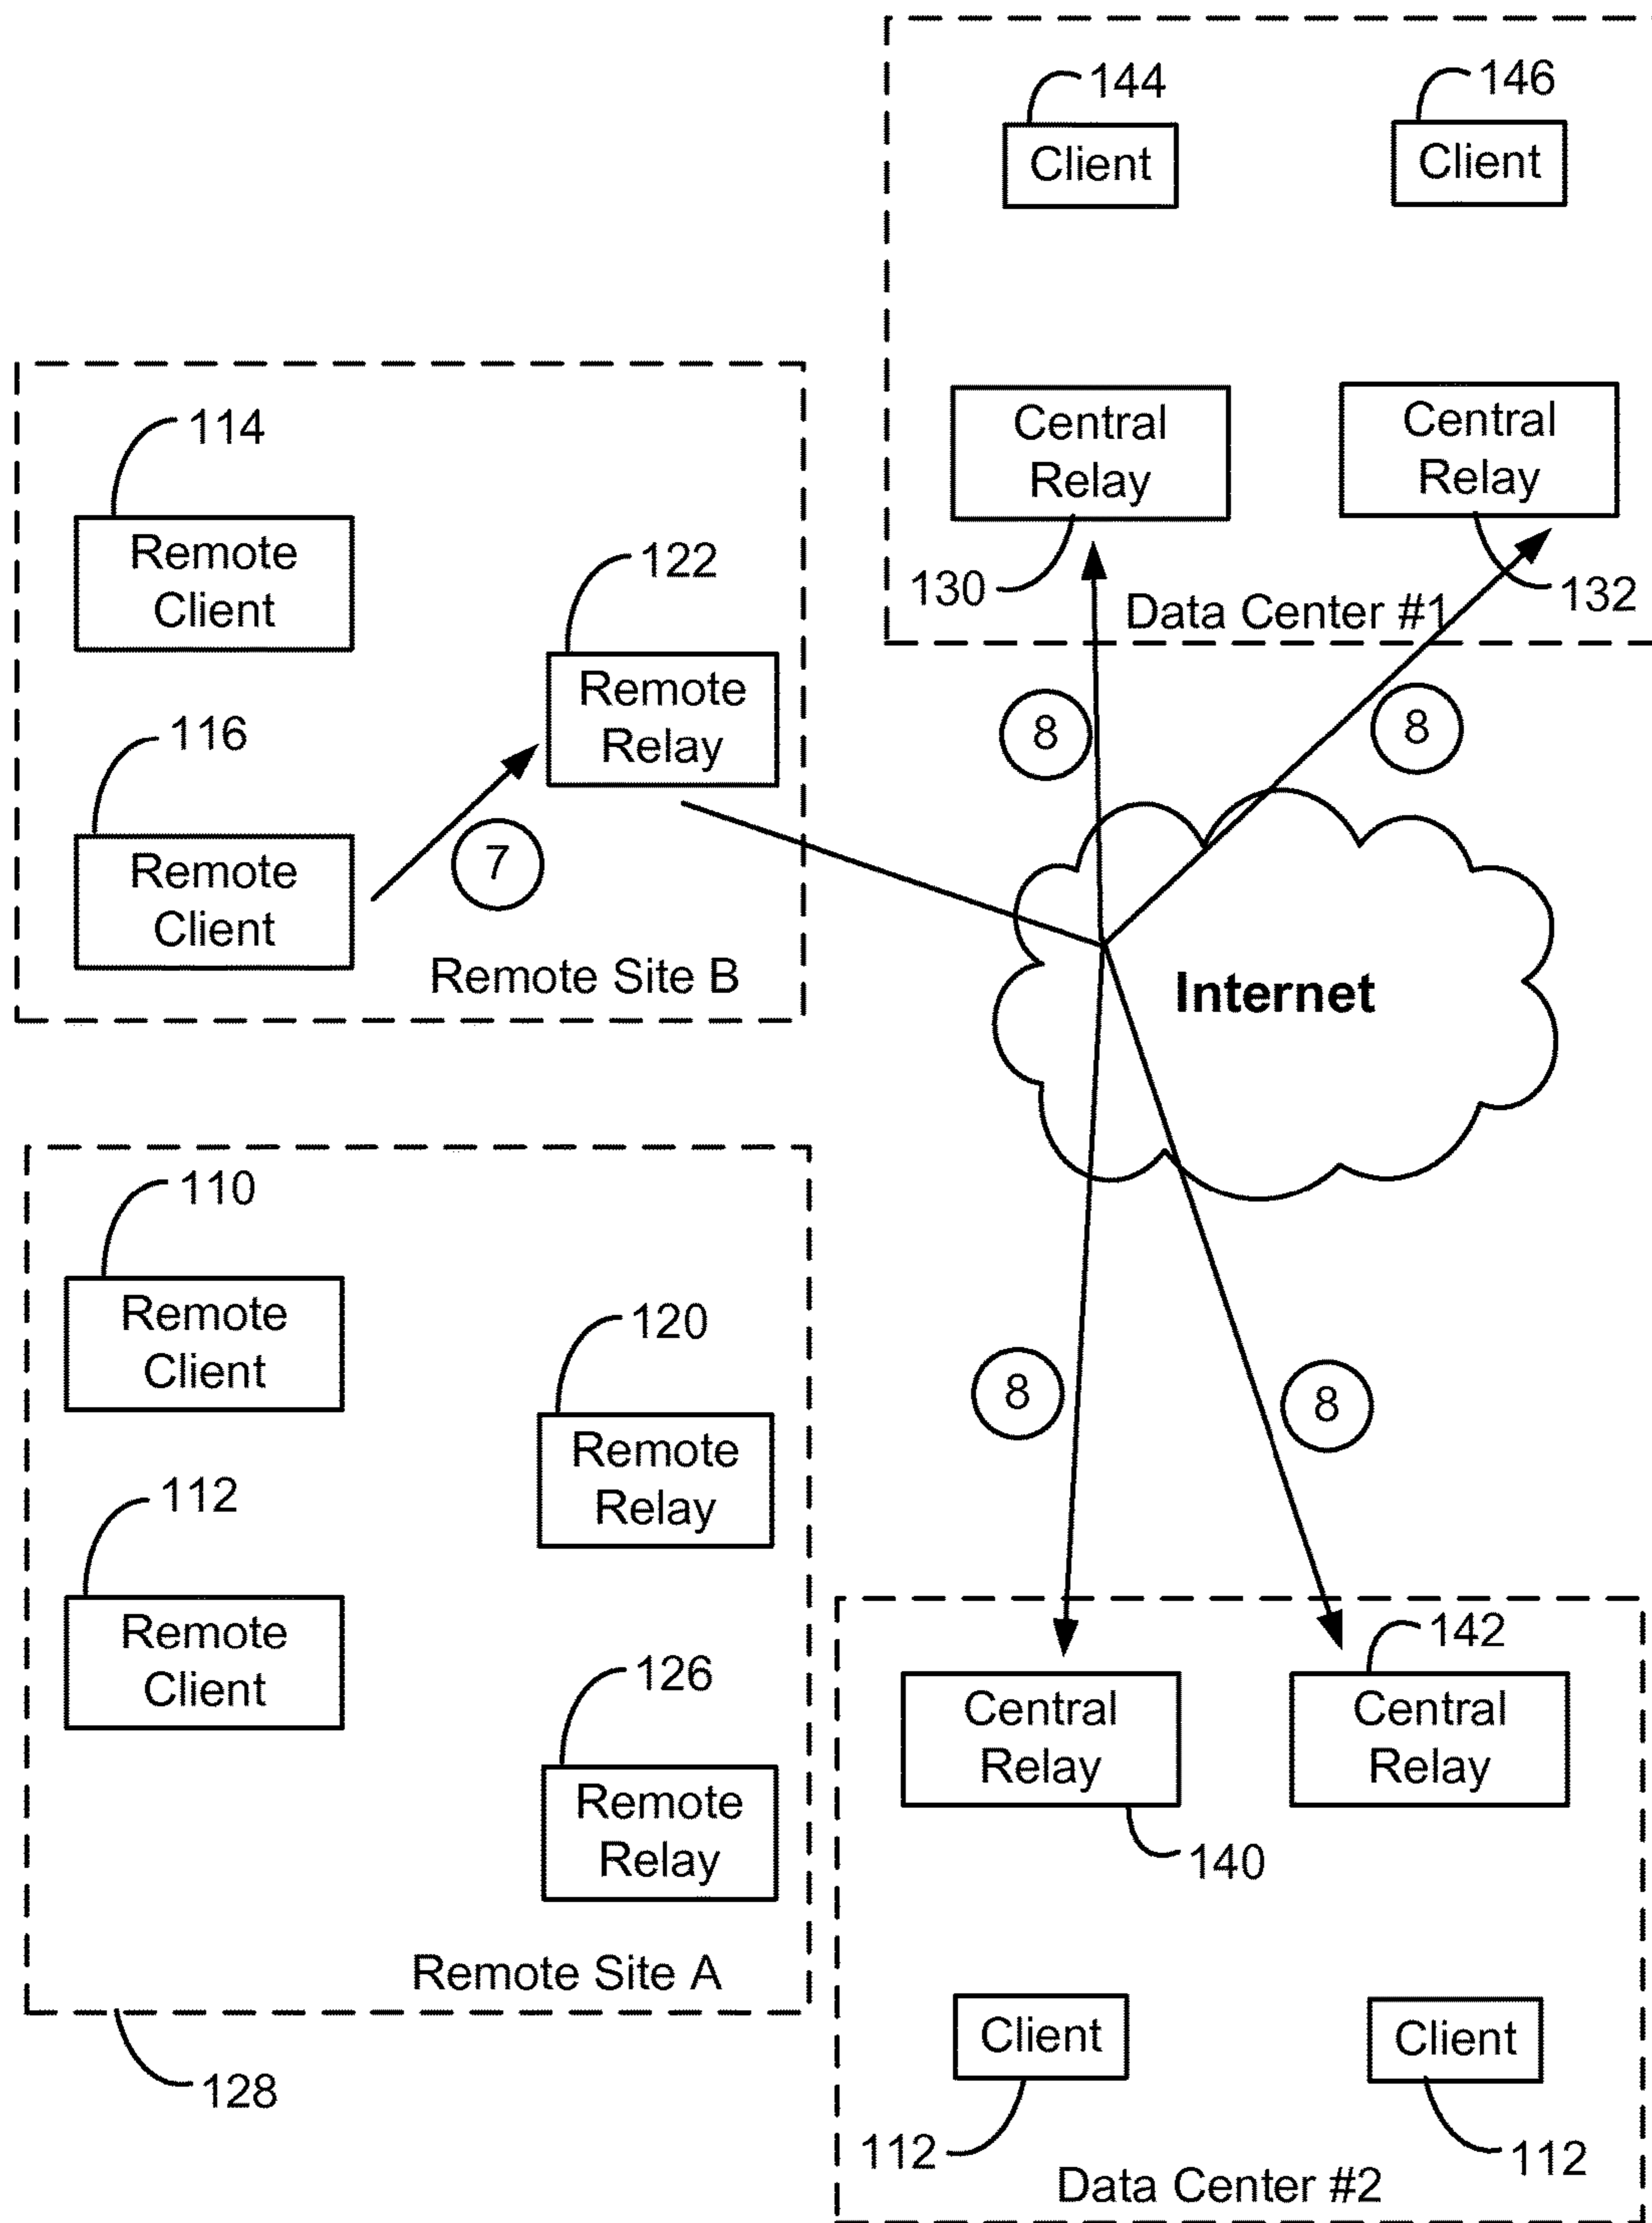 144
146
Client
Client
Central
Relay
Central
Relay
130
132
Data Center #1
8
8
114
Remote
Client
122
Remote
Relay
116
Remote
Client
7
Remote Site B
Internet
110
Remote
Client
120
Remote
Relay
112
Remote
Client
126
Remote
Relay
Remote Site A
128
8
8
142
Central
Relay
Central
Relay
140
Client
Client
112
112
Data Center #2